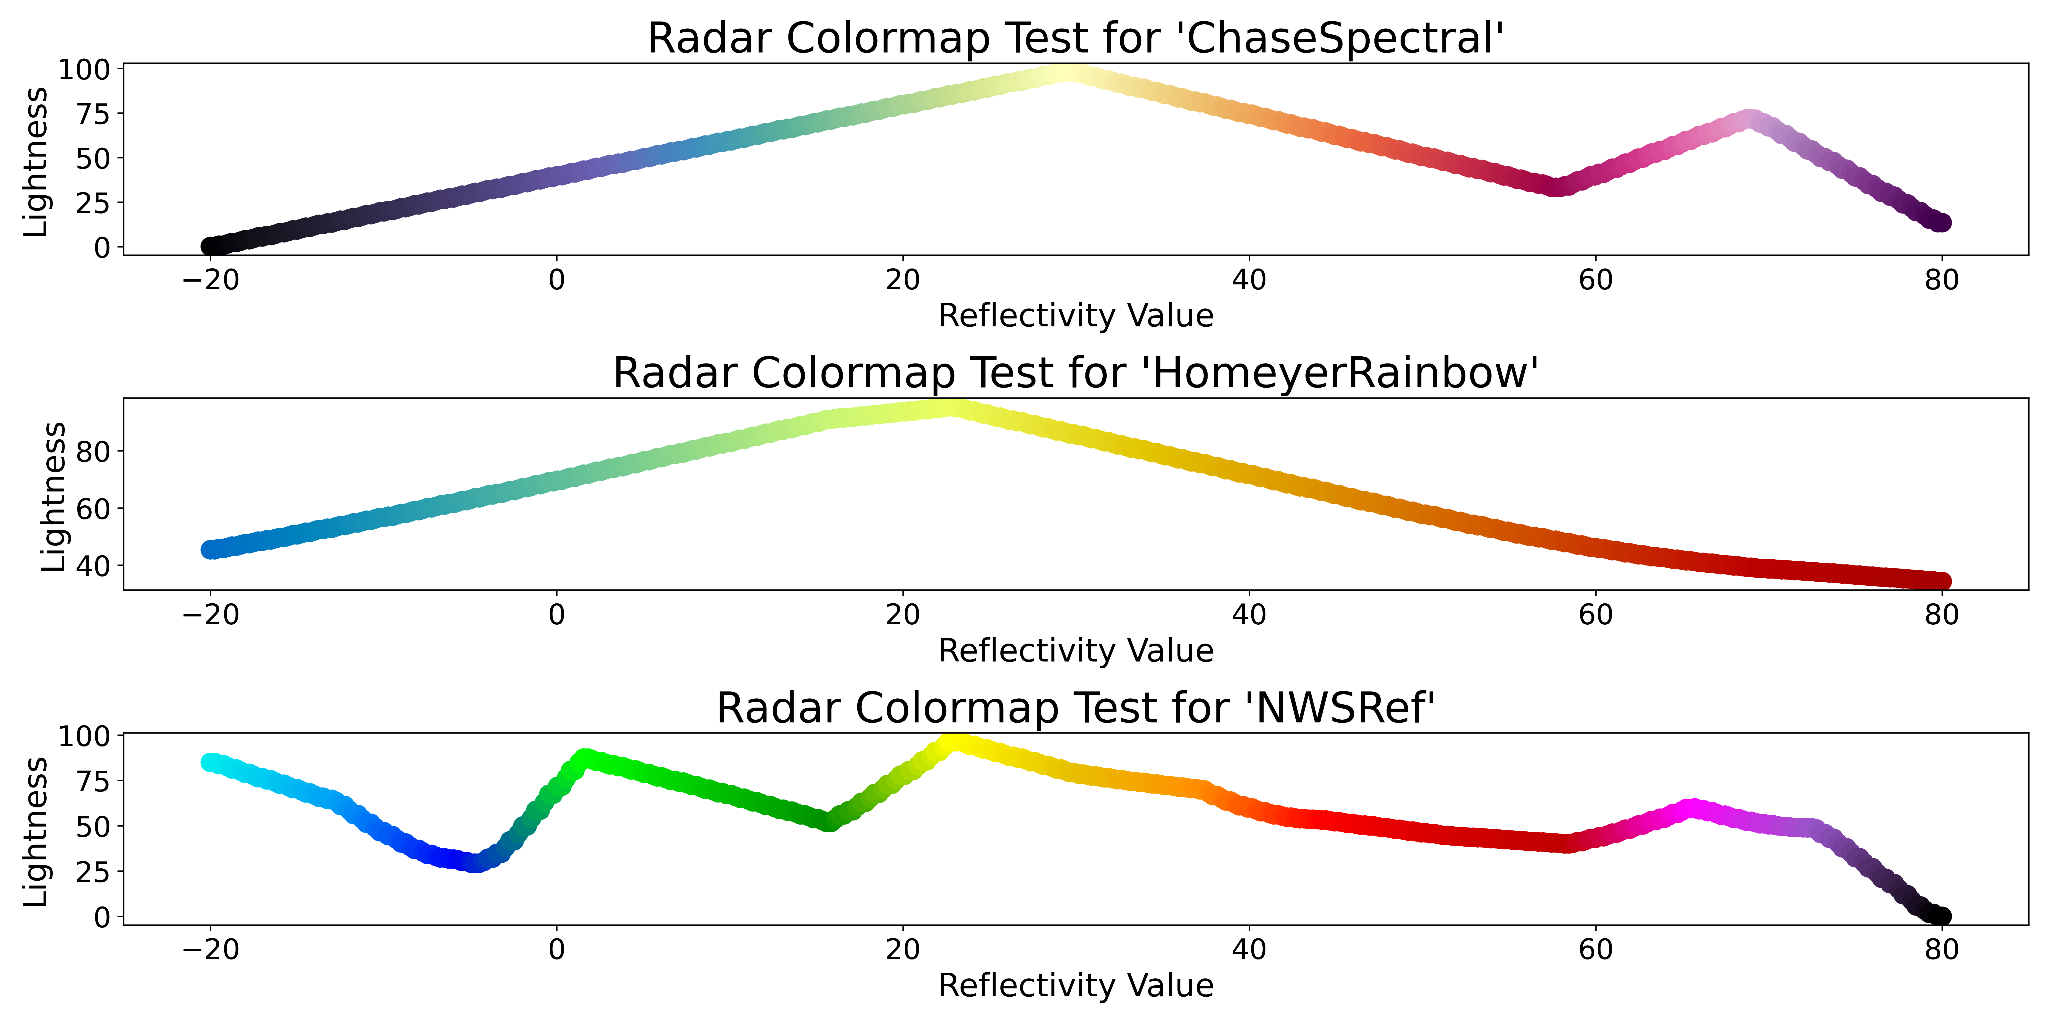 Radar Colormap Test for 'ChaseSpectral'
100
75
50
25
0
Lightness
−20 0 20 40 60 80
Reflectivity Value
Radar Colormap Test for 'HomeyerRainbow'
80
60
40
Lightness
−20 0 20 40 60 80
Reflectivity Value
Radar Colormap Test for 'NWSRef'
100
75
50
25
0
Lightness
−20 0 20 40 60 80
Reflectivity Value